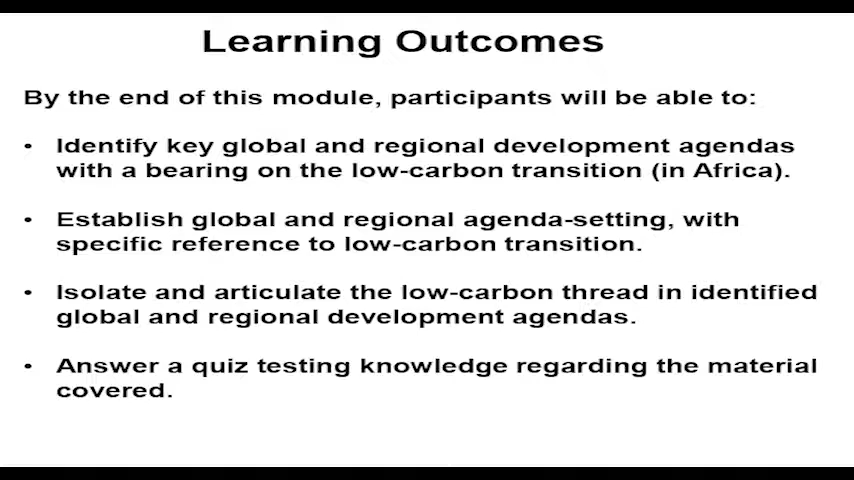 Learning Outcomes
By the end of this module, participants will be able to:
• Identify key global and regional development agendas
with a bearing on the low-carbon transition (in Africa).
• Establish global and regional agenda-setting, with
specific reference to low-carbon transition.
• Isolate and articulate the low-carbon thread in identified
global and regional development agendas.
• Answer a quiz testing knowledge regarding the material
covered.